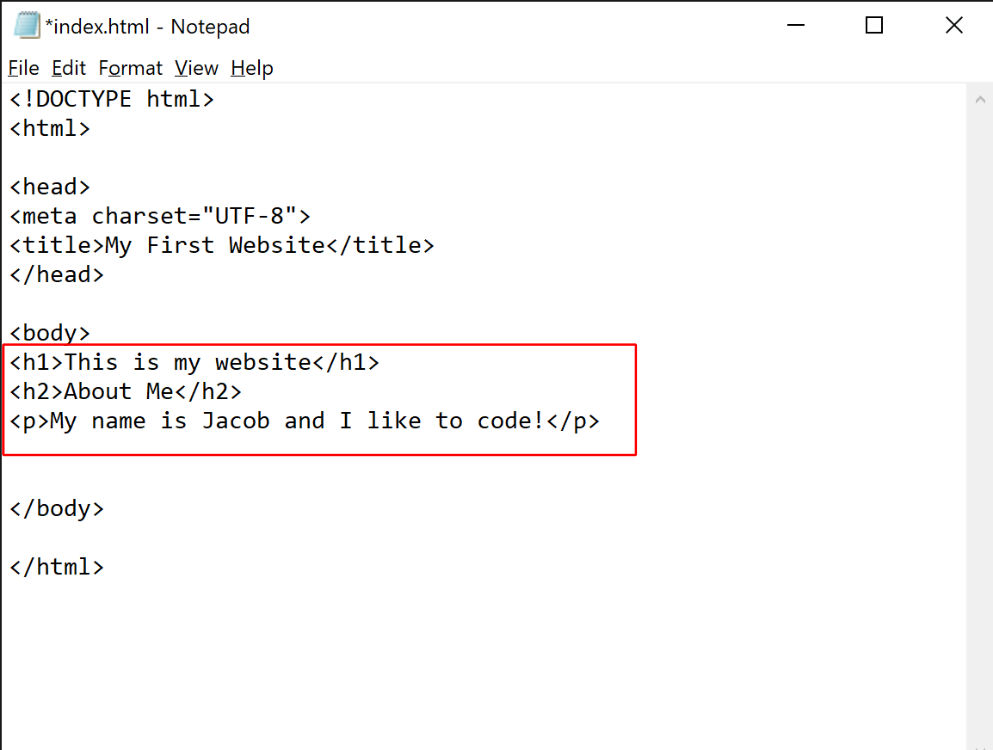 *index.html - Notepad
File Edit Format View Help
<!DOCTYPE html>
<html>
<head>
<meta charset="UTF-8">
<title>My First Website</title>
</head>
<body>
<h1>This is my website</h1>
<h2>About Me</h2>
<p>My name is Jacob and I like to code!</p>
</body>
</html>